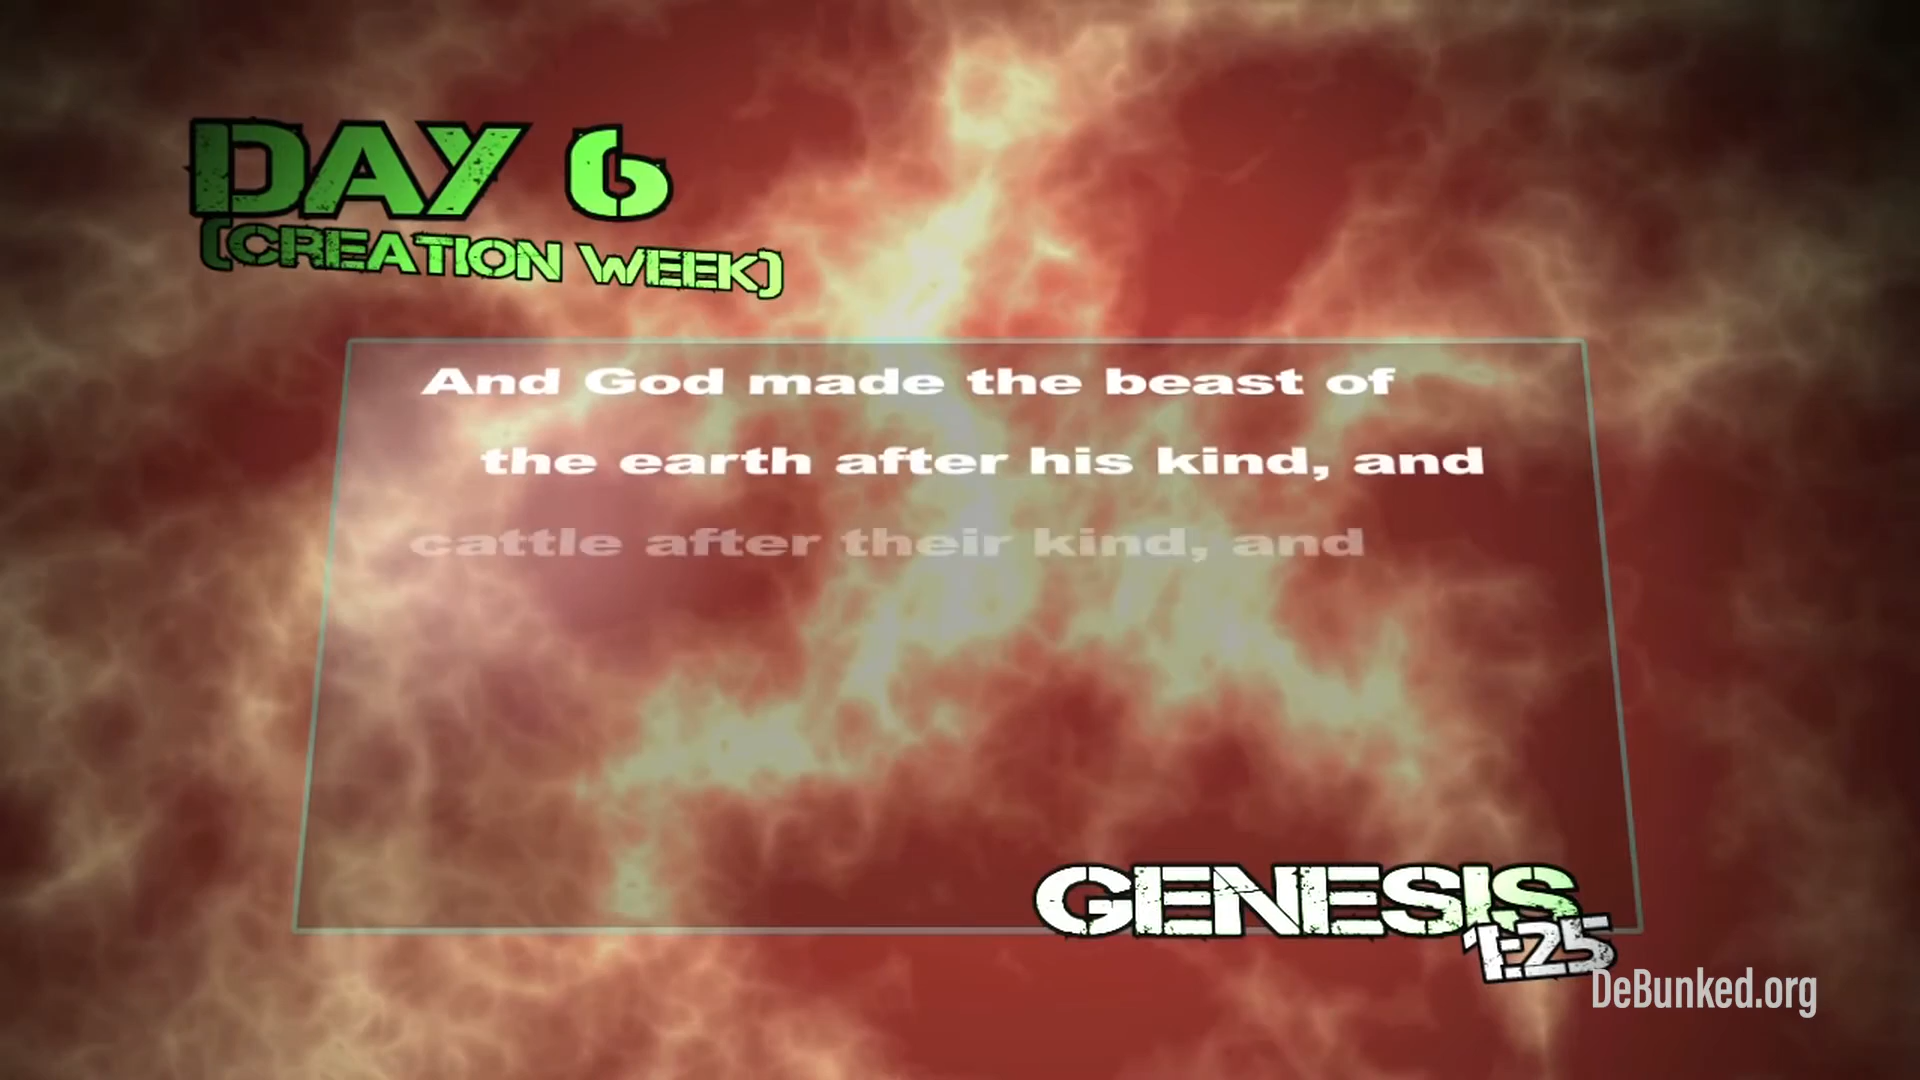 DAY 6
(CREATION WEEK)
And God made the beast of
the earth after his kind, and
cattle after their kind, and
GENESIS
1:25
DeBunked.org